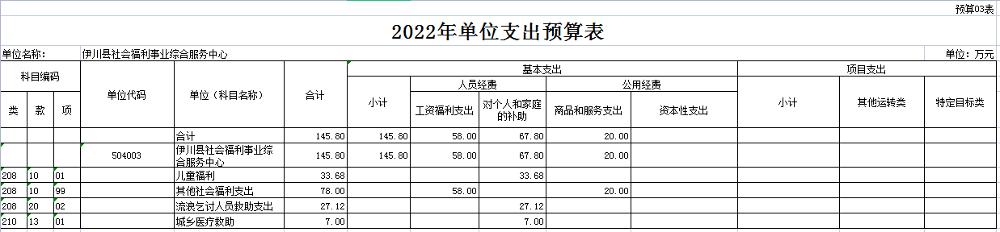 预算03表
2022年单位支出预算表
单位名称: 伊川县社会福利事业综合服务中心 单位：万元
科目编码 单位代码 单位（科目名称） 合计 基本支出 项目支出
小计 人员经费 公用经费 小计 其他运转类 特定目标类
类 款 项 工资福利支出 对个人和家庭的补助 商品和服务支出 资本性支出
合计 145.80 145.80 58.00 67.80 20.00
504003 伊川县社会福利事业综合服务中心 145.80 145.80 58.00 67.80 20.00
208 10 01 儿童福利 33.68 33.68
208 10 99 其他社会福利支出 78.00 58.00 20.00
208 20 02 流浪乞讨人员救助支出 27.12 27.12
210 13 01 城乡医疗救助 7.00 7.00